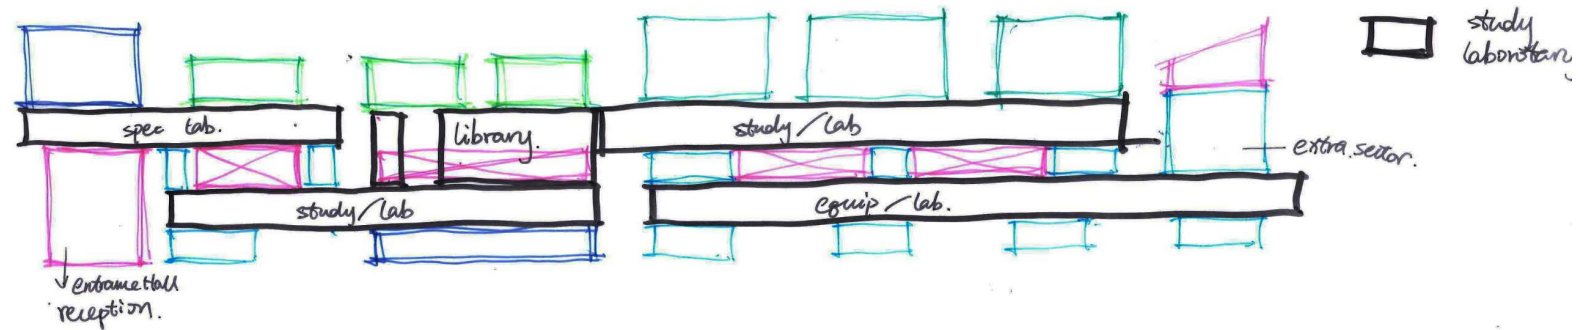 study
laboratory
spec lab.
library.
study/lab
extra sector.
study/lab
equip/lab.
entrance Hall
reception.